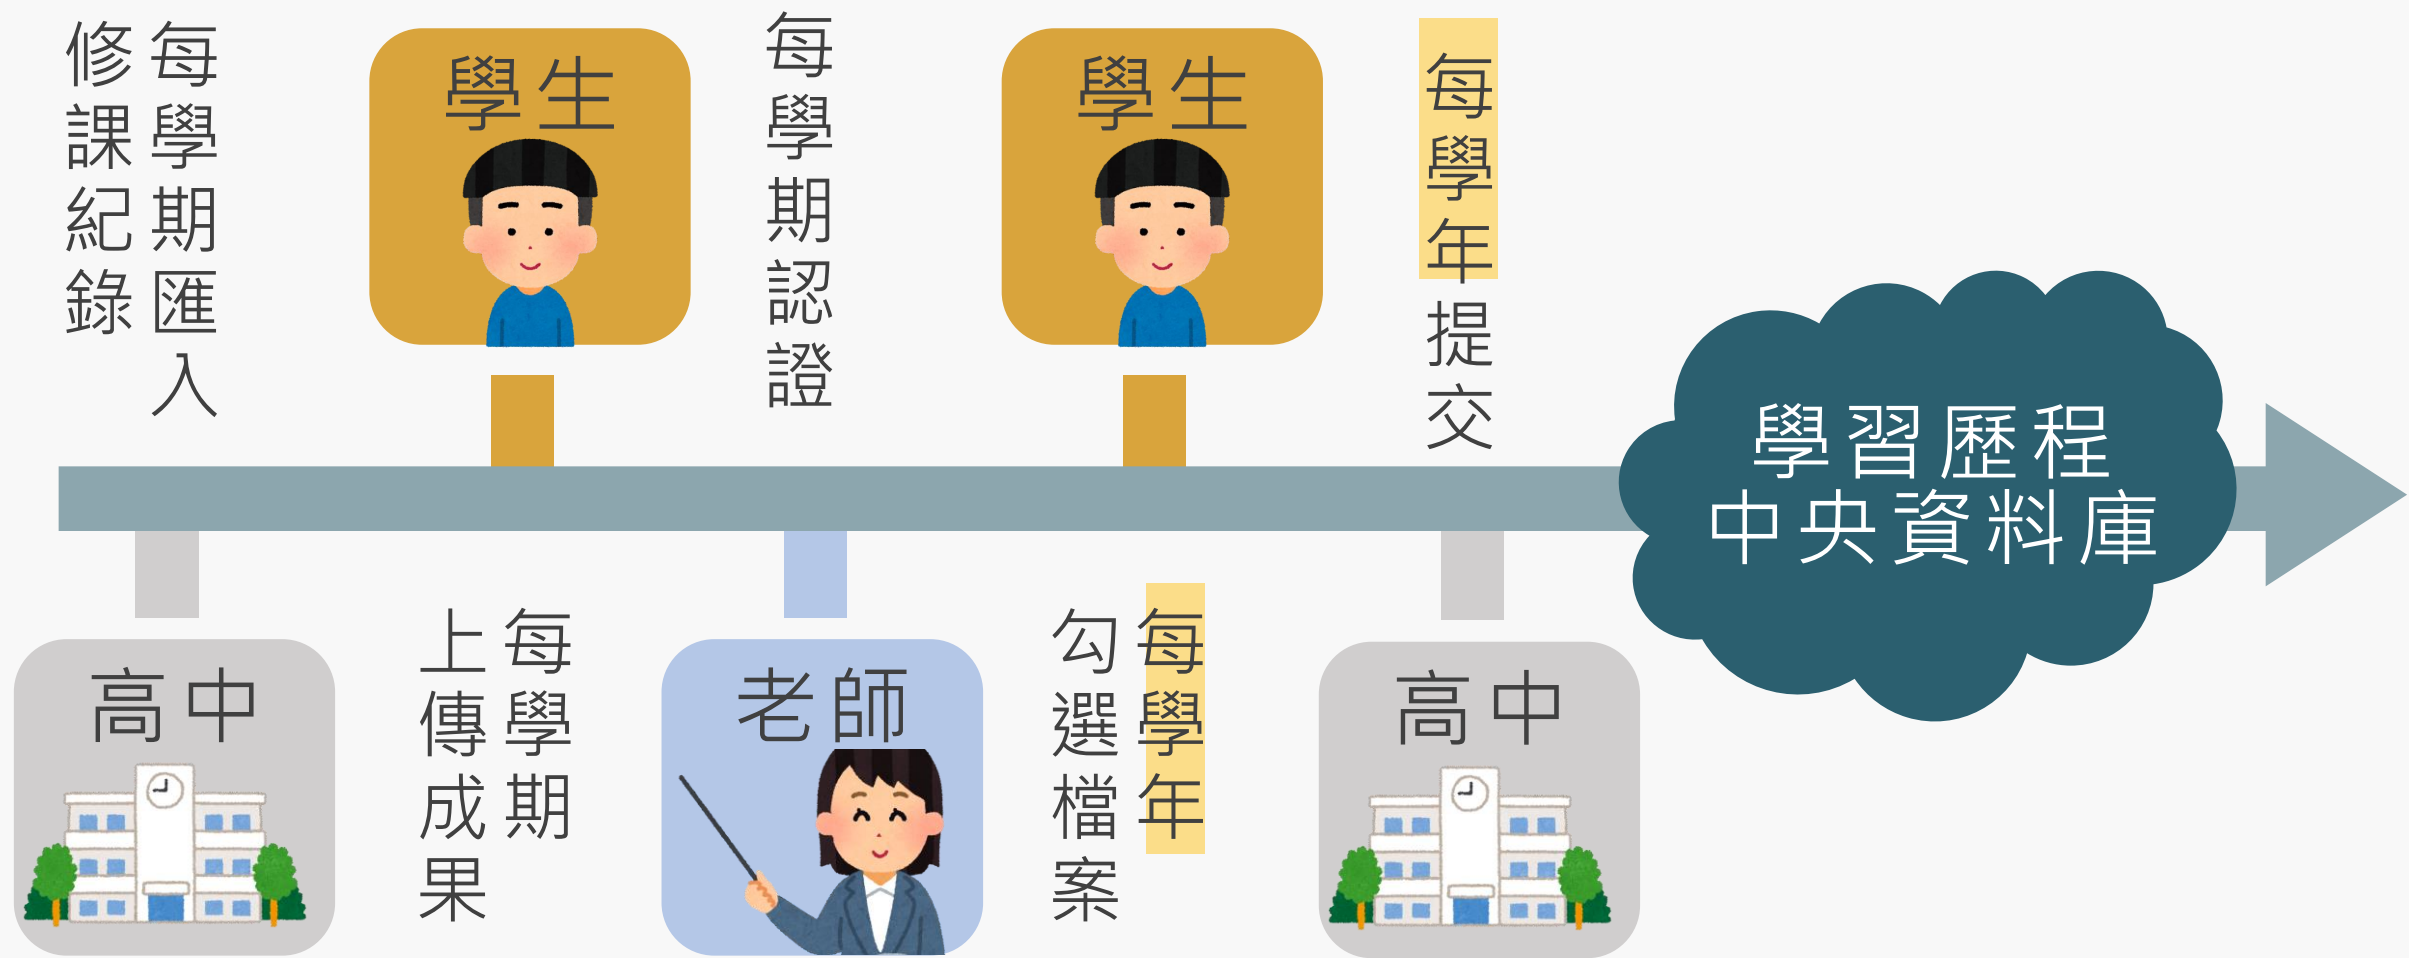 每學期匯入
修課紀錄
高中
學生
每學期
上傳成果
每學期認證
老師
學生
每學年
勾選檔案
每學年提交
高中
學習歷程
中央資料庫